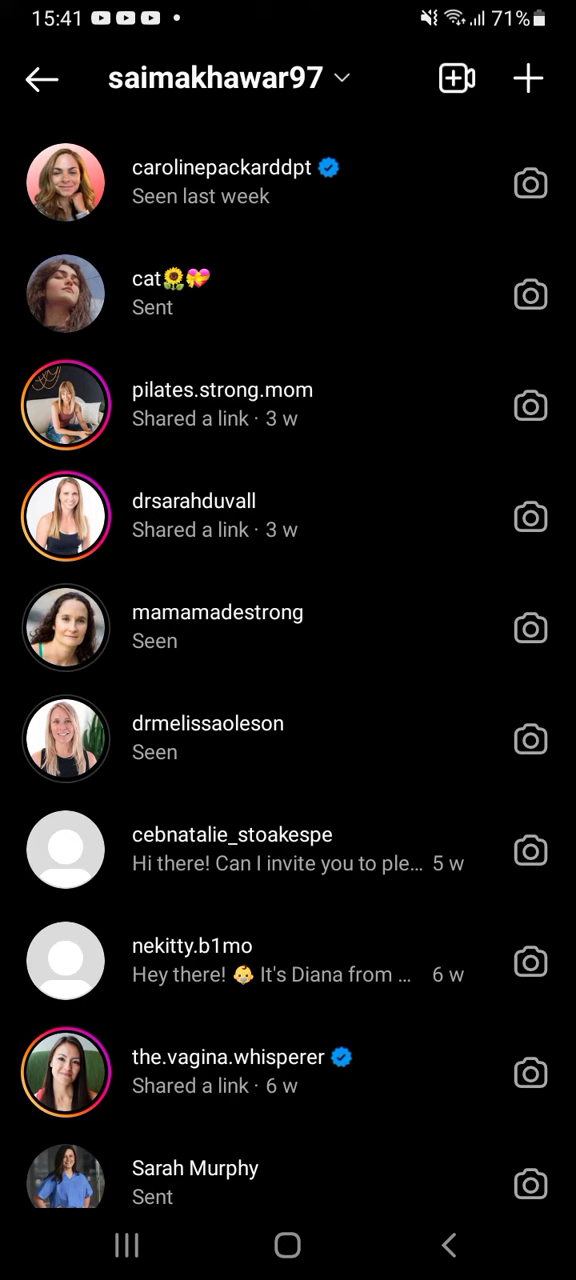 15:41 71%
saimakhawar97
carolinepackarddpt
Seen last week
cat🌻💝
Sent
pilates.strong.mom
Shared a link · 3 w
drsarahduvall
Shared a link · 3 w
mamamadestrong
Seen
drmelissaoleson
Seen
cebnatalie_stoakespe
Hi there! Can I invite you to ple... 5 w
nekitty.b1mo
Hey there! 👶 It's Diana from ... 6 w
the.vagina.whisperer
Shared a link · 6 w
Sarah Murphy
Sent